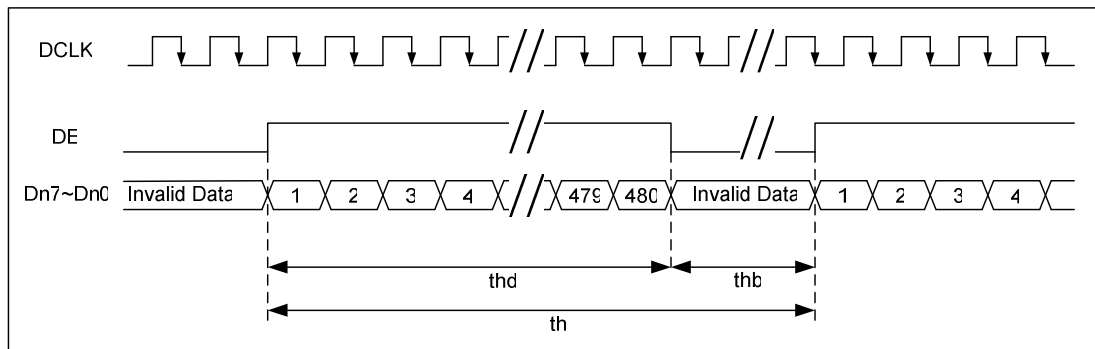 DCLK
DE
Dn7~Dn0 Invalid Data 1 2 3 4 479 480 Invalid Data 1 2 3 4
thd thb
th